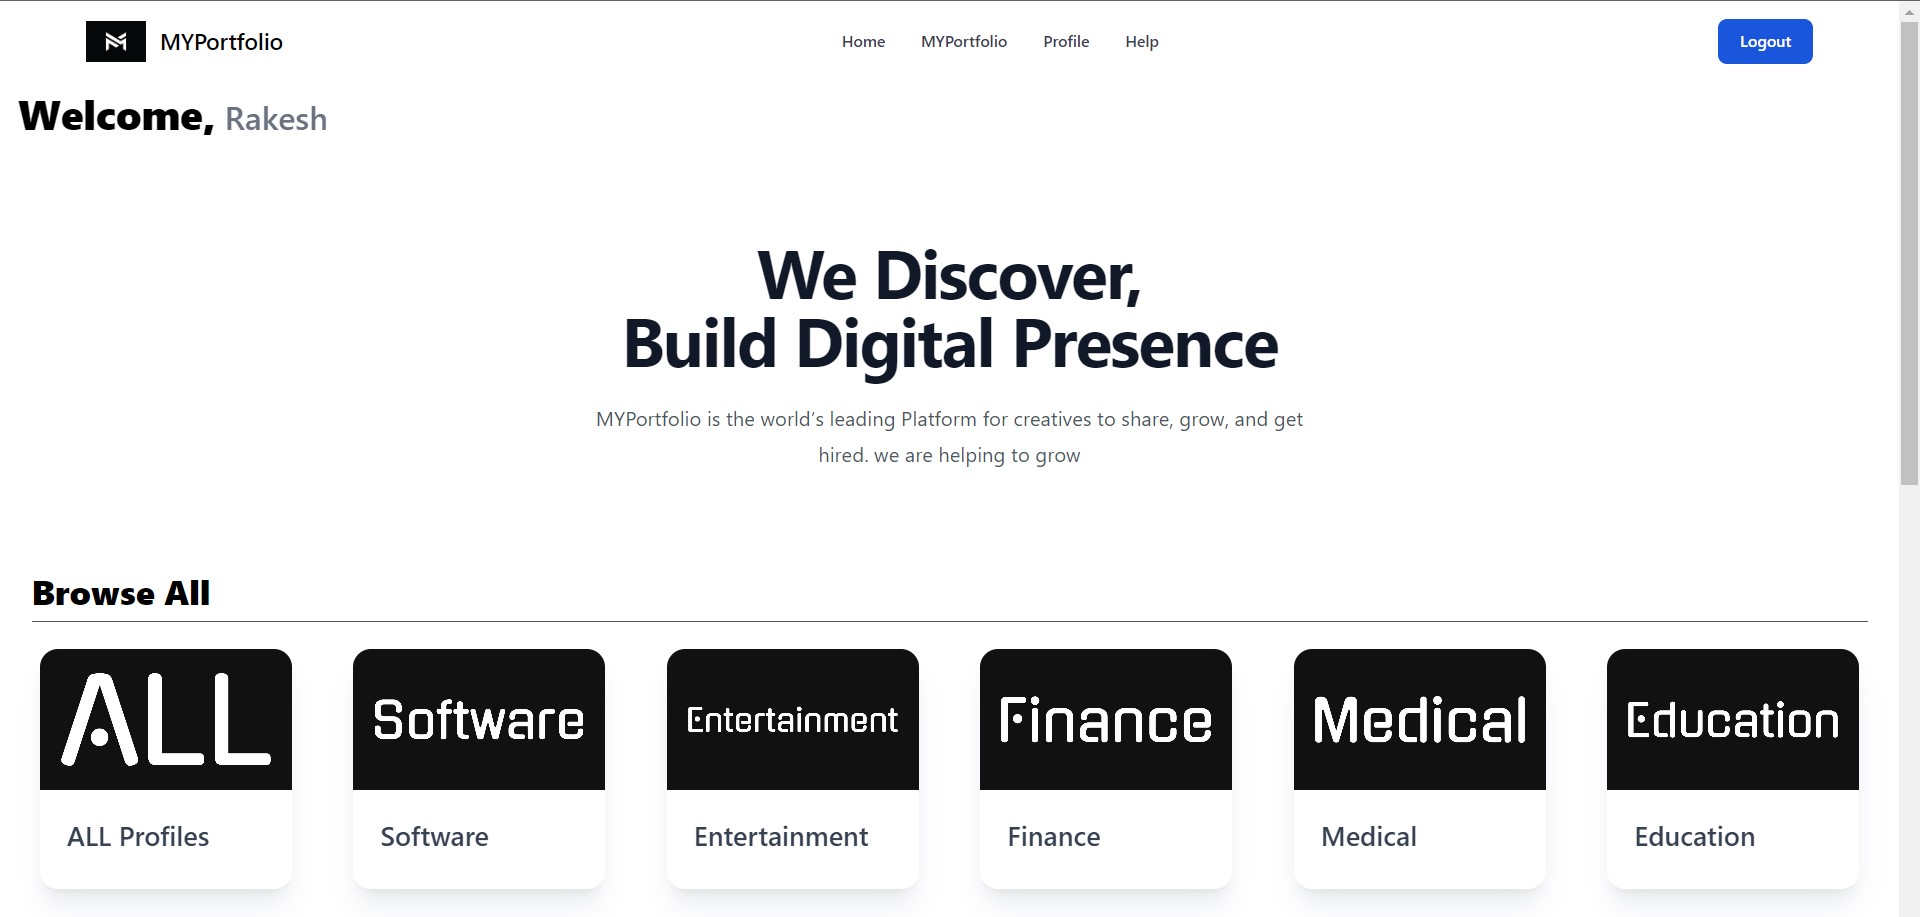 MYPortfolio
Home MYPortfolio Profile Help
Logout
Welcome, Rakesh
We Discover,
Build Digital Presence
MYPortfolio is the world’s leading Platform for creatives to share, grow, and get
hired. we are helping to grow
Browse All
ALL
Software
Entertainment
Finance
Medical
Education
ALL Profiles
Software
Entertainment
Finance
Medical
Education